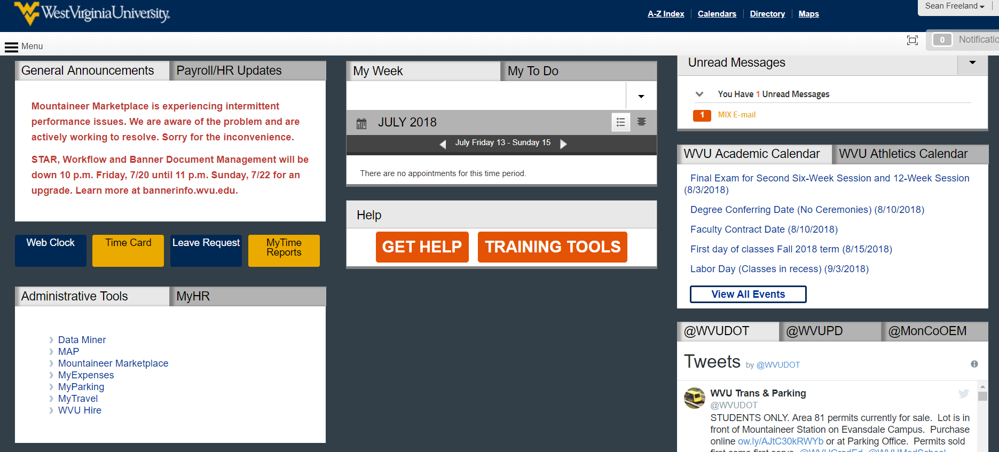 WestVirginiaUniversity.
A-Z Index
Calendars
Directory
Maps
Sean Freeland
Menu
0
Notificatio
General Announcements
Payroll/HR Updates
Mountaineer Marketplace is experiencing intermittent
performance issues. We are aware of the problem and are
actively working to resolve. Sorry for the inconvenience.
STAR, Workflow and Banner Document Management will be
down 10 p.m. Friday, 7/20 until 11 p.m. Sunday, 7/22 for an
upgrade. Learn more at bannerinfo.wvu.edu.
Web Clock
Time Card
Leave Request
MyTime
Reports
Administrative Tools
MyHR
Data Miner
MAP
Mountaineer Marketplace
MyExpenses
MyParking
MyTravel
WVU Hire
My Week
My To Do
JULY 2018
July Friday 13 - Sunday 15
There are no appointments for this time period.
Help
GET HELP
TRAINING TOOLS
Unread Messages
You Have 1 Unread Messages
1
MIX E-mail
WVU Academic Calendar
WVU Athletics Calendar
Final Exam for Second Six-Week Session and 12-Week Session
(8/3/2018)
Degree Conferring Date (No Ceremonies) (8/10/2018)
Faculty Contract Date (8/10/2018)
First day of classes Fall 2018 term (8/15/2018)
Labor Day (Classes in recess) (9/3/2018)
View All Events
@WVUDOT
@WVUPD
@MonCoOEM
Tweets by @WVUDOT
WVU Trans & Parking
@WVUDOT
STUDENTS ONLY. Area 81 permits currently for sale. Lot is in
front of Mountaineer Station on Evansdale Campus. Purchase
online ow.ly/AJtC30kRWYb or at Parking Office. Permits sold
first come first serve. @WVUGradEd @WVUMedSchool